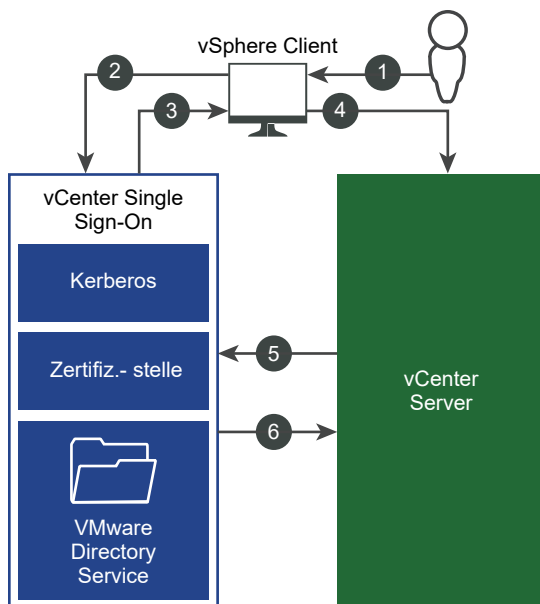 vSphere Client
1
2
3
4
vCenter Single
Sign-On
Kerberos
Zertifiz.- stelle
VMware
Directory
Service
5
6
vCenter
Server